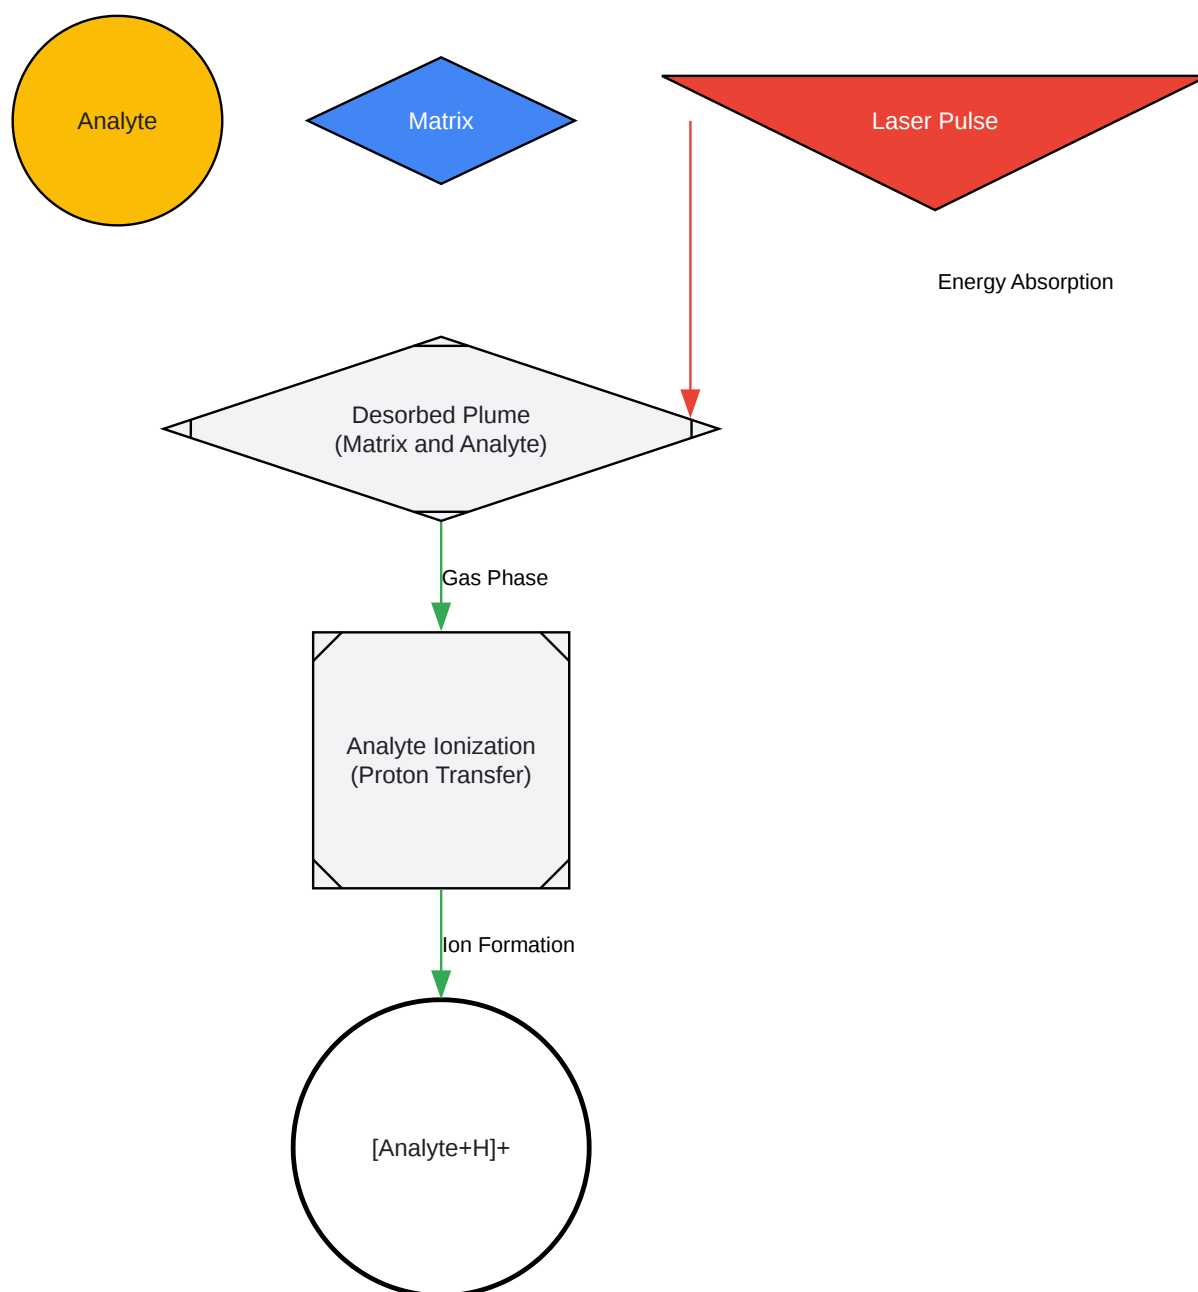 Analyte
Matrix
Laser Pulse
Energy Absorption
Desorbed Plume
(Matrix and Analyte)
Gas Phase
Analyte Ionization
(Proton Transfer)
Ion Formation
[Analyte+H]+